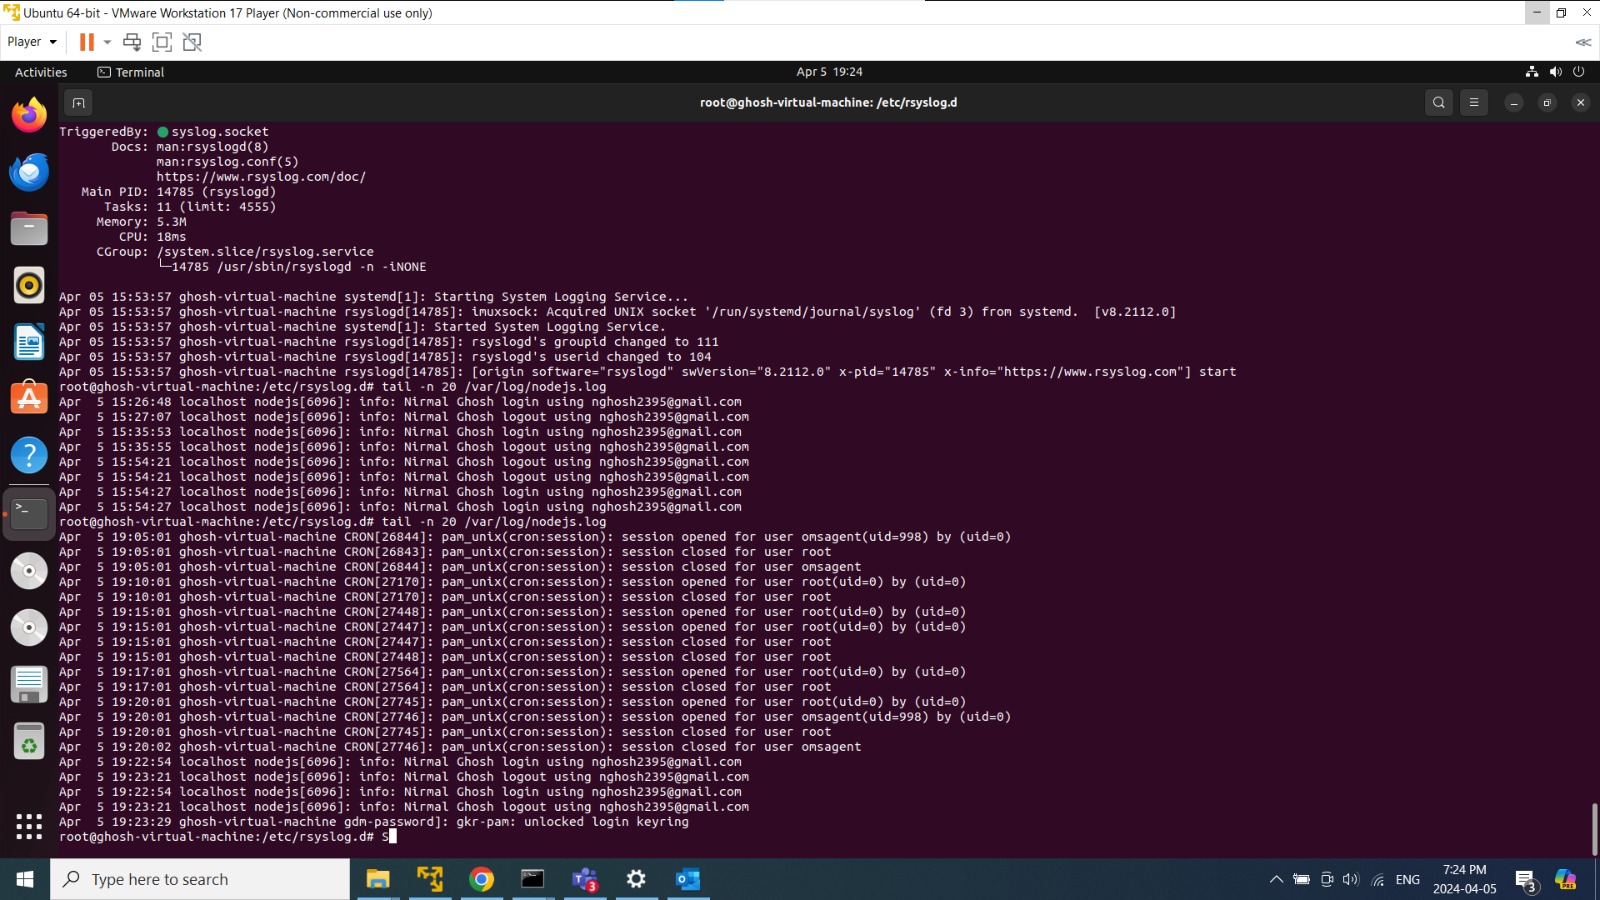 Ubuntu 64-bit - VMware Workstation 17 Player (Non-commercial use only)
Player
Activities
Terminal
Apr 5 19:24
root@ghosh-virtual-machine: /etc/rsyslog.d
TriggeredBy: ● syslog.socket
Docs: man:rsyslogd(8)
man:rsyslog.conf(5)
https://www.rsyslog.com/doc/
Main PID: 14785 (rsyslogd)
Tasks: 11 (limit: 4555)
Memory: 5.3M
CPU: 18ms
CGroup: /system.slice/rsyslog.service
└─14785 /usr/sbin/rsyslogd -n -iNONE
Apr 05 15:53:57 ghosh-virtual-machine systemd[1]: Starting System Logging Service...
Apr 05 15:53:57 ghosh-virtual-machine rsyslogd[14785]: imuxsock: Acquired UNIX socket '/run/systemd/journal/syslog' (fd 3) from systemd.  [v8.2112.0]
Apr 05 15:53:57 ghosh-virtual-machine systemd[1]: Started System Logging Service.
Apr 05 15:53:57 ghosh-virtual-machine rsyslogd[14785]: rsyslogd's groupid changed to 111
Apr 05 15:53:57 ghosh-virtual-machine rsyslogd[14785]: rsyslogd's userid changed to 104
Apr 05 15:53:57 ghosh-virtual-machine rsyslogd[14785]: [origin software="rsyslogd" swVersion="8.2112.0" x-pid="14785" x-info="https://www.rsyslog.com"] start
root@ghosh-virtual-machine:/etc/rsyslog.d# tail -n 20 /var/log/nodejs.log
Apr  5 15:26:48 localhost nodejs[6096]: info: Nirmal Ghosh login using nghosh2395@gmail.com
Apr  5 15:27:07 localhost nodejs[6096]: info: Nirmal Ghosh logout using nghosh2395@gmail.com
Apr  5 15:35:53 localhost nodejs[6096]: info: Nirmal Ghosh login using nghosh2395@gmail.com
Apr  5 15:35:55 localhost nodejs[6096]: info: Nirmal Ghosh logout using nghosh2395@gmail.com
Apr  5 15:54:21 localhost nodejs[6096]: info: Nirmal Ghosh logout using nghosh2395@gmail.com
Apr  5 15:54:21 localhost nodejs[6096]: info: Nirmal Ghosh logout using nghosh2395@gmail.com
Apr  5 15:54:27 localhost nodejs[6096]: info: Nirmal Ghosh login using nghosh2395@gmail.com
Apr  5 15:54:27 localhost nodejs[6096]: info: Nirmal Ghosh login using nghosh2395@gmail.com
root@ghosh-virtual-machine:/etc/rsyslog.d# tail -n 20 /var/log/nodejs.log
Apr  5 19:05:01 ghosh-virtual-machine CRON[26844]: pam_unix(cron:session): session opened for user omsagent(uid=998) by (uid=0)
Apr  5 19:05:01 ghosh-virtual-machine CRON[26843]: pam_unix(cron:session): session closed for user root
Apr  5 19:05:01 ghosh-virtual-machine CRON[26844]: pam_unix(cron:session): session closed for user omsagent
Apr  5 19:10:01 ghosh-virtual-machine CRON[27170]: pam_unix(cron:session): session opened for user root(uid=0) by (uid=0)
Apr  5 19:10:01 ghosh-virtual-machine CRON[27170]: pam_unix(cron:session): session closed for user root
Apr  5 19:15:01 ghosh-virtual-machine CRON[27448]: pam_unix(cron:session): session opened for user root(uid=0) by (uid=0)
Apr  5 19:15:01 ghosh-virtual-machine CRON[27447]: pam_unix(cron:session): session opened for user root(uid=0) by (uid=0)
Apr  5 19:15:01 ghosh-virtual-machine CRON[27447]: pam_unix(cron:session): session closed for user root
Apr  5 19:15:01 ghosh-virtual-machine CRON[27448]: pam_unix(cron:session): session closed for user root
Apr  5 19:17:01 ghosh-virtual-machine CRON[27564]: pam_unix(cron:session): session opened for user root(uid=0) by (uid=0)
Apr  5 19:17:01 ghosh-virtual-machine CRON[27564]: pam_unix(cron:session): session closed for user root
Apr  5 19:20:01 ghosh-virtual-machine CRON[27745]: pam_unix(cron:session): session opened for user root(uid=0) by (uid=0)
Apr  5 19:20:01 ghosh-virtual-machine CRON[27746]: pam_unix(cron:session): session opened for user omsagent(uid=998) by (uid=0)
Apr  5 19:20:01 ghosh-virtual-machine CRON[27745]: pam_unix(cron:session): session closed for user root
Apr  5 19:20:02 ghosh-virtual-machine CRON[27746]: pam_unix(cron:session): session closed for user omsagent
Apr  5 19:22:54 localhost nodejs[6096]: info: Nirmal Ghosh login using nghosh2395@gmail.com
Apr  5 19:23:21 localhost nodejs[6096]: info: Nirmal Ghosh logout using nghosh2395@gmail.com
Apr  5 19:22:54 localhost nodejs[6096]: info: Nirmal Ghosh login using nghosh2395@gmail.com
Apr  5 19:23:21 localhost nodejs[6096]: info: Nirmal Ghosh logout using nghosh2395@gmail.com
Apr  5 19:23:29 ghosh-virtual-machine gdm-password]: gkr-pam: unlocked login keyring
root@ghosh-virtual-machine:/etc/rsyslog.d# S
Type here to search
3
ENG
7:24 PM
2024-04-05
3
PRE